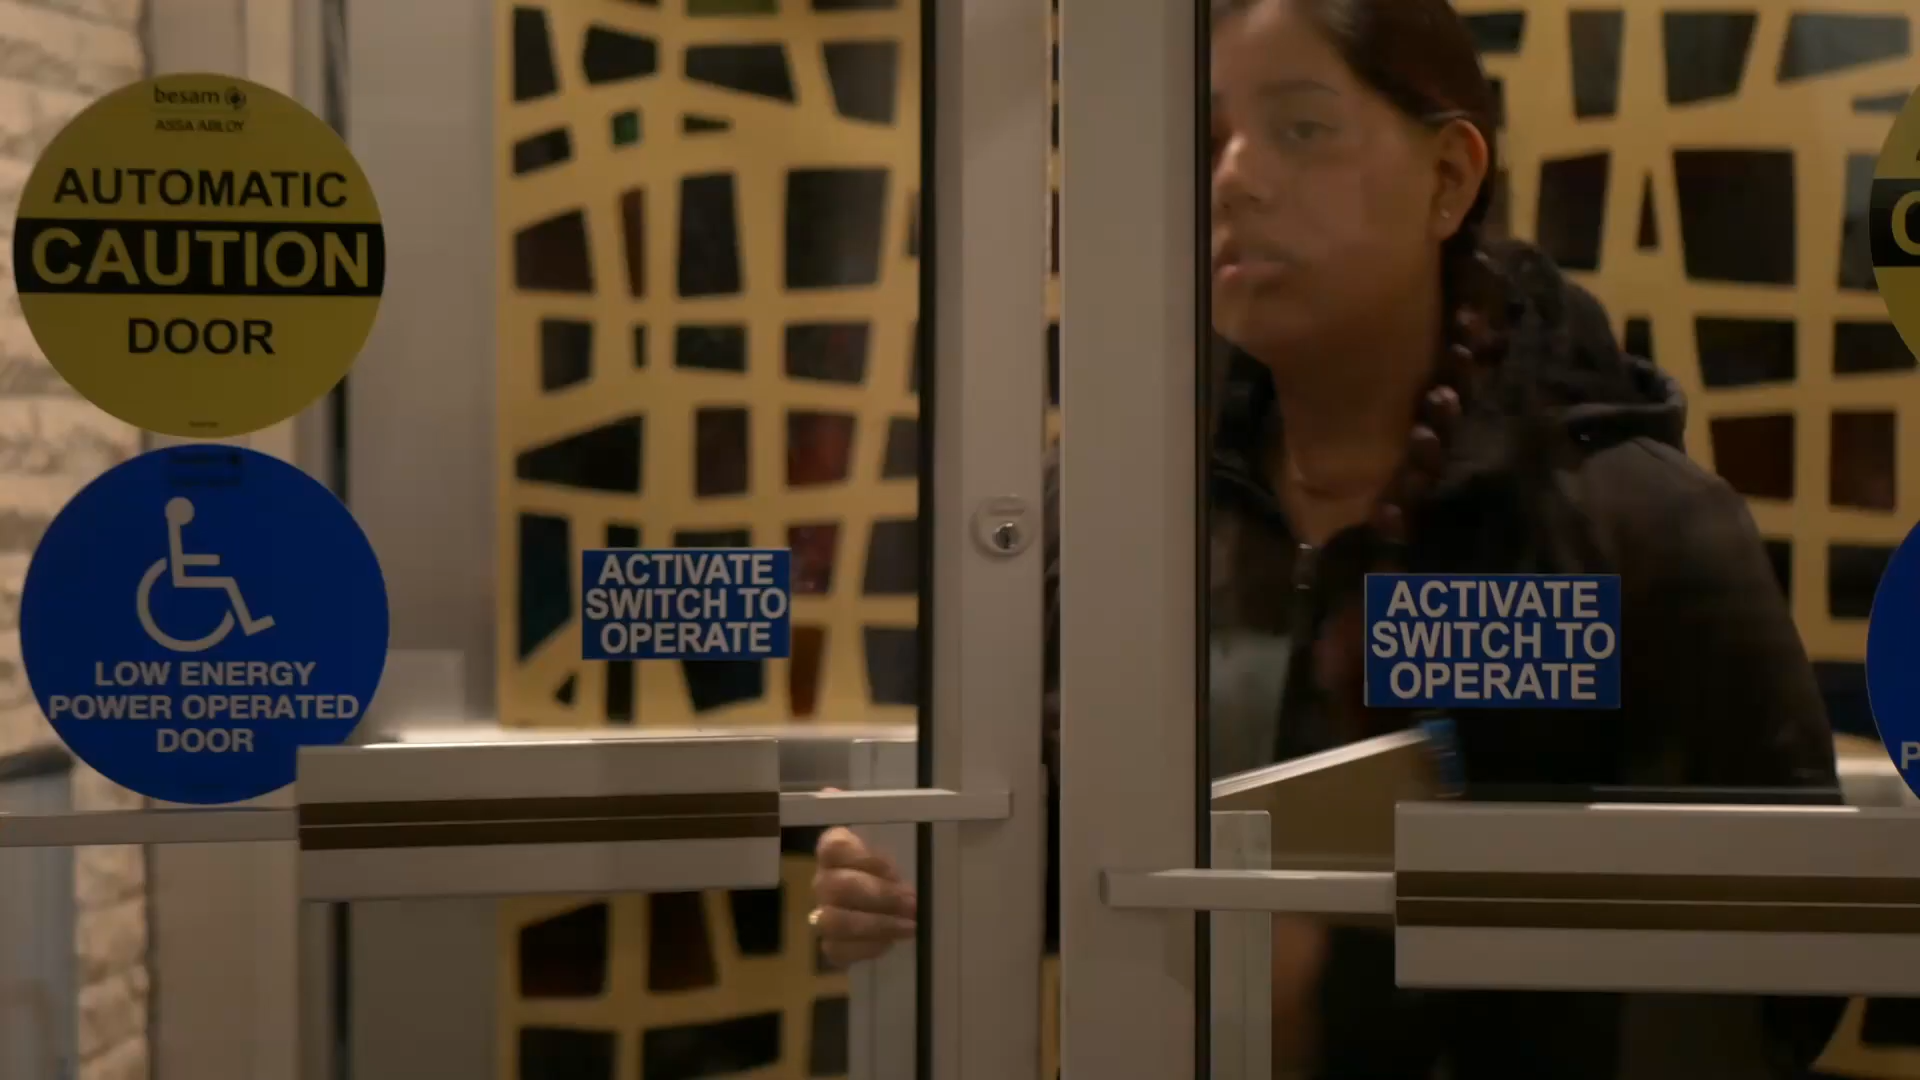 besam
ASSA ABLOY
AUTOMATIC
CAUTION
DOOR
LOW ENERGY
POWER OPERATED
DOOR
ACTIVATE
SWITCH TO
OPERATE
ACTIVATE
SWITCH TO
OPERATE
C
P